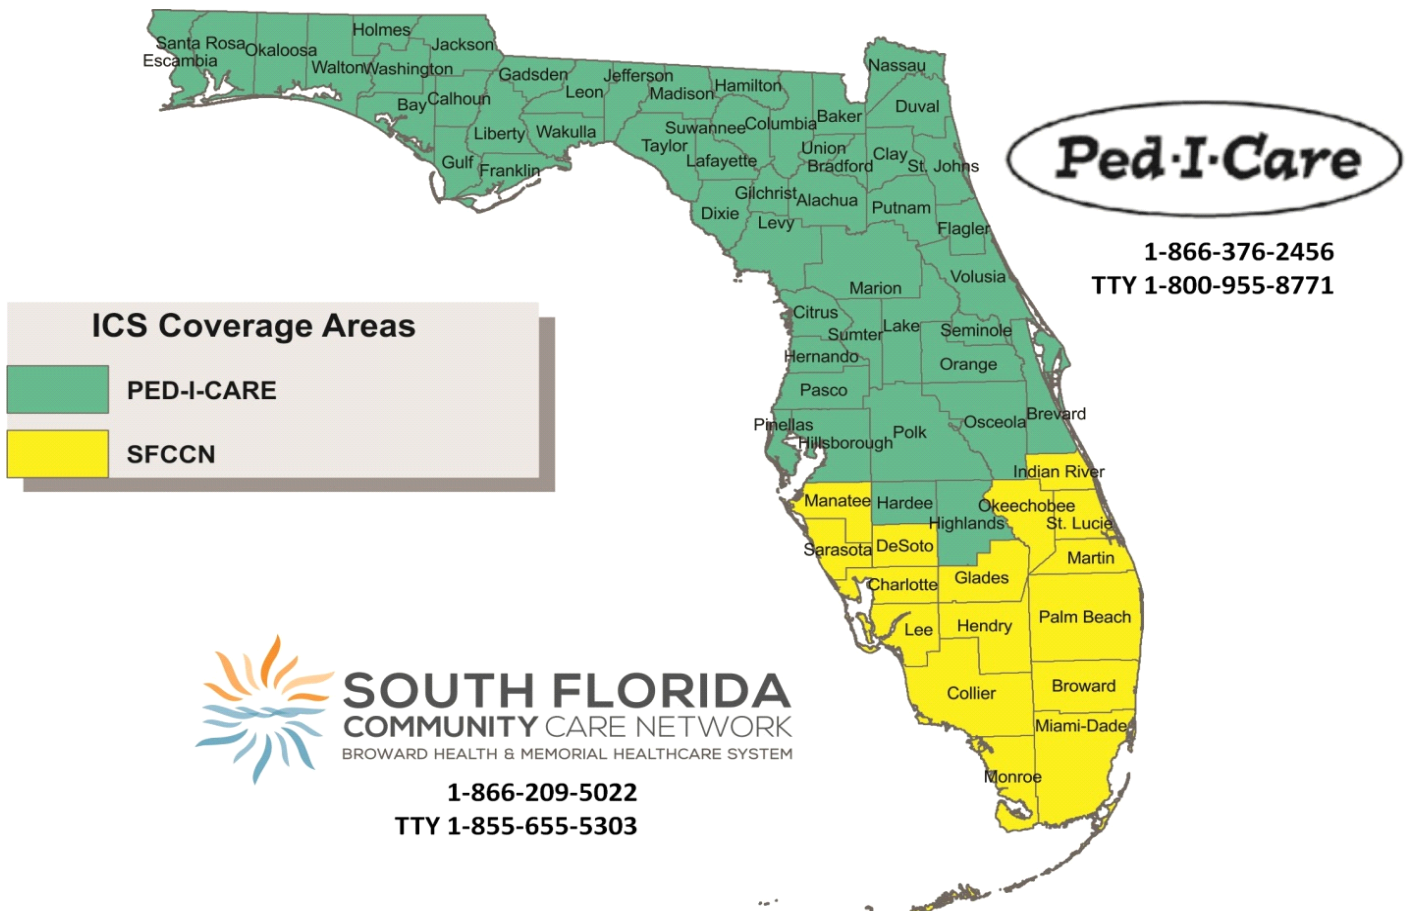 Holmes
Santa Rosa
Okaloosa
Jackson
Escambia
Walton
Washington
Nassau
Gadsden
Jefferson
Hamilton
Leon
Madison
Bay
Calhoun
Duval
Baker
Columbia
Suwannee
Liberty
Wakulla
Taylor
Union
Lafayette
Bradford
Clay
St. Johns
Gulf
Franklin
Gilchrist
Alachua
Putnam
Dixie
Levy
Flagler
Volusia
Marion
Citrus
Sumter
Lake
Seminole
Hernando
Orange
Pasco
Pinellas
Hillsborough
Polk
Osceola
Brevard
Indian River
Manatee
Hardee
Okeechobee
Highlands
St. Lucie
Sarasota
DeSoto
Martin
Charlotte
Glades
Lee
Hendry
Palm Beach
Collier
Broward
Miami-Dade
Monroe
Ped·I·Care
1-866-376-2456
TTY 1-800-955-8771
ICS Coverage Areas
PED-I-CARE
SFCCN
SOUTH FLORIDA
COMMUNITY CARE NETWORK
BROWARD HEALTH & MEMORIAL HEALTHCARE SYSTEM
1-866-209-5022
TTY 1-855-655-5303